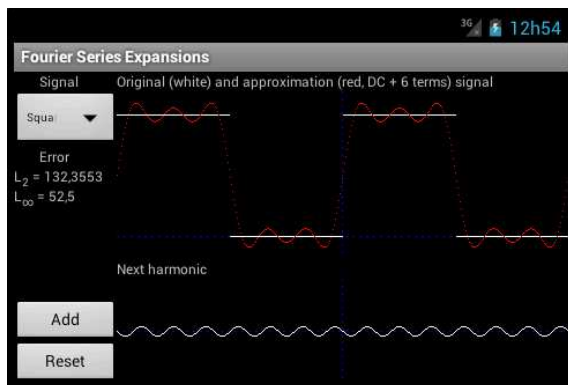 3G 12h54
Fourier Series Expansions
Signal
Original (white) and approximation (red, DC + 6 terms) signal
Squa
Error
L2 = 132,3553
L∞ = 52,5
Next harmonic
Add
Reset